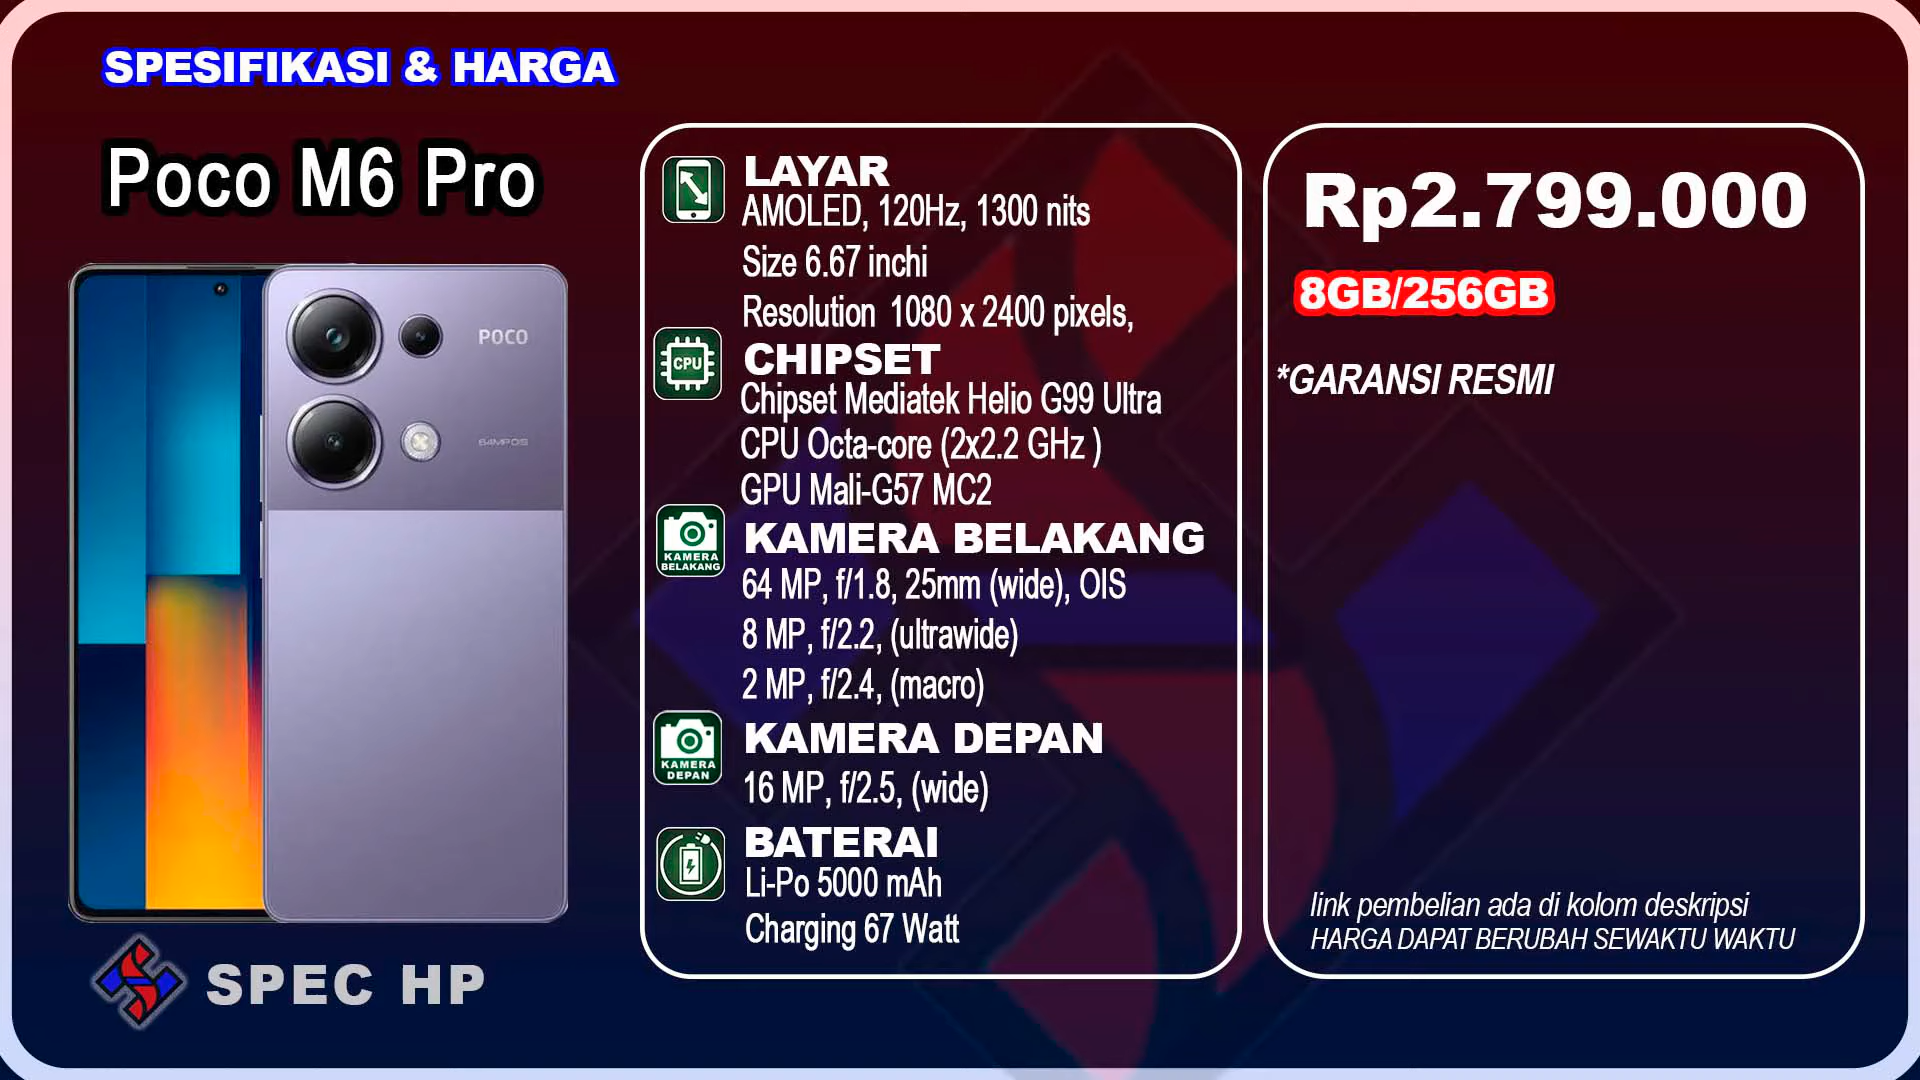 SPESIFIKASI & HARGA
Poco M6 Pro
POCO
64MP OIS
SPEC HP
LAYAR
AMOLED, 120Hz, 1300 nits
Size 6.67 inchi
Resolution 1080 x 2400 pixels,
CPU
CHIPSET
Chipset Mediatek Helio G99 Ultra
CPU Octa-core (2x2.2 GHz )
GPU Mali-G57 MC2
KAMERA
BELAKANG
KAMERA BELAKANG
64 MP, f/1.8, 25mm (wide), OIS
8 MP, f/2.2, (ultrawide)
2 MP, f/2.4, (macro)
KAMERA
DEPAN
KAMERA DEPAN
16 MP, f/2.5, (wide)
BATERAI
Li-Po 5000 mAh
Charging 67 Watt
Rp2.799.000
8GB/256GB
*GARANSI RESMI
link pembelian ada di kolom deskripsi
HARGA DAPAT BERUBAH SEWAKTU WAKTU